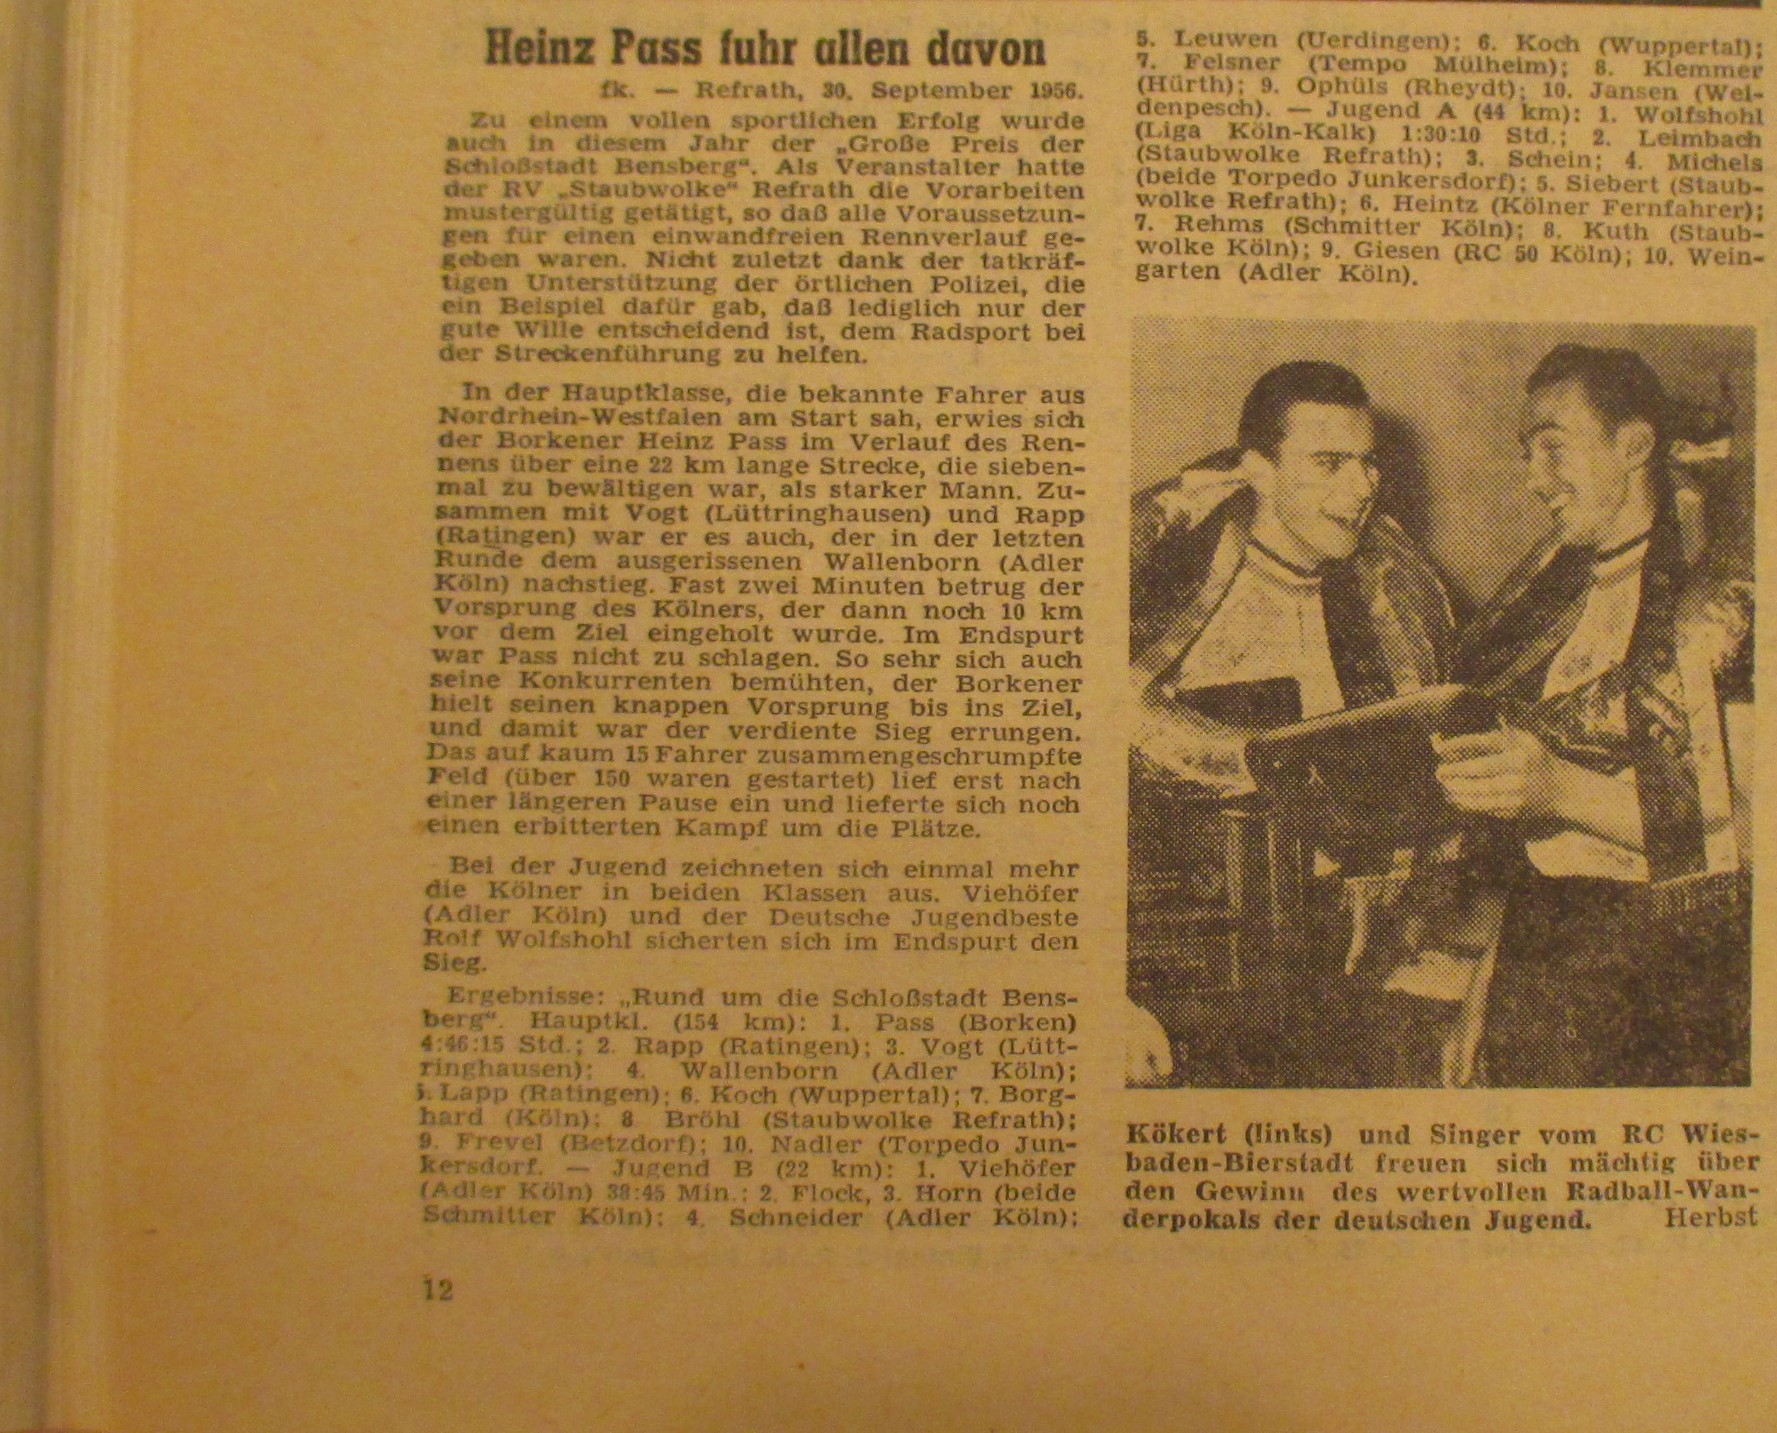 Heinz Pass fuhr allen davon
fk. — Refrath, 30. September 1956.
Zu einem vollen sportlichen Erfolg wurde
auch in diesem Jahr der „Große Preis der
Schloßstadt Bensberg“. Als Veranstalter hatte
der RV „Staubwolke“ Refrath die Vorarbeiten
mustergültig getätigt, so daß alle Voraussetzun-
gen für einen einwandfreien Rennverlauf ge-
geben waren. Nicht zuletzt dank der tatkräf-
tigen Unterstützung der örtlichen Polizei, die
ein Beispiel dafür gab, daß lediglich nur der
gute Wille entscheidend ist, dem Radsport bei
der Streckenführung zu helfen.
In der Hauptklasse, die bekannte Fahrer aus
Nordrhein-Westfalen am Start sah, erwies sich
der Borkener Heinz Pass im Verlauf des Ren-
nens über eine 22 km lange Strecke, die sieben-
mal zu bewältigen war, als starker Mann. Zu-
sammen mit Vogt (Lüttringhausen) und Rapp
(Ratingen) war er es auch, der in der letzten
Runde dem ausgerissenen Wallenborn (Adler
Köln) nachstieg. Fast zwei Minuten betrug der
Vorsprung des Kölners, der dann noch 10 km
vor dem Ziel eingeholt wurde. Im Endspurt
war Pass nicht zu schlagen. So sehr sich auch
seine Konkurrenten bemühten, der Borkener
hielt seinen knappen Vorsprung bis ins Ziel,
und damit war der verdiente Sieg errungen.
Das auf kaum 15 Fahrer zusammengeschrumpfte
Feld (über 150 waren gestartet) lief erst nach
einer längeren Pause ein und lieferte sich noch
einen erbitterten Kampf um die Plätze.
Bei der Jugend zeichneten sich einmal mehr
die Kölner in beiden Klassen aus. Viehöfer
(Adler Köln) und der Deutsche Jugendbeste
Rolf Wolfshohl sicherten sich im Endspurt den
Sieg.
Ergebnisse: „Rund um die Schloßstadt Bens-
berg“. Hauptkl. (154 km): 1. Pass (Borken)
4:46:15 Std.; 2. Rapp (Ratingen); 3. Vogt (Lütt-
ringhausen); 4. Wallenborn (Adler Köln);
5. Lapp (Ratingen); 6. Koch (Wuppertal); 7. Borg-
hard (Köln); 8 Bröhl (Staubwolke Refrath);
9. Frevel (Betzdorf); 10. Nadler (Torpedo Jun-
kersdorf. — Jugend B (22 km): 1. Viehöfer
(Adler Köln) 38:45 Min.; 2. Flock, 3. Horn (beide
Schmitter Köln); 4. Schneider (Adler Köln);
5. Leuwen (Uerdingen); 6. Koch (Wuppertal);
7. Felsner (Tempo Mülheim); 8. Klemmer
(Hürth); 9. Ophüls (Rheydt); 10. Jansen (Wei-
denpesch). — Jugend A (44 km): 1. Wolfshohl
(Liga Köln-Kalk) 1:30:10 Std.; 2. Leimbach
(Staubwolke Refrath); 3. Schein; 4. Michels
(beide Torpedo Junkersdorf); 5. Siebert (Staub-
wolke Refrath); 6. Heintz (Kölner Fernfahrer);
7. Rehms (Schmitter Köln); 8. Kuth (Staub-
wolke Köln); 9. Giesen (RC 50 Köln); 10. Wein-
garten (Adler Köln).
Kökert (links) und Singer vom RC Wies-
baden-Bierstadt freuen sich mächtig über
den Gewinn des wertvollen Radball-Wan-
derpokals der deutschen Jugend. Herbst
12